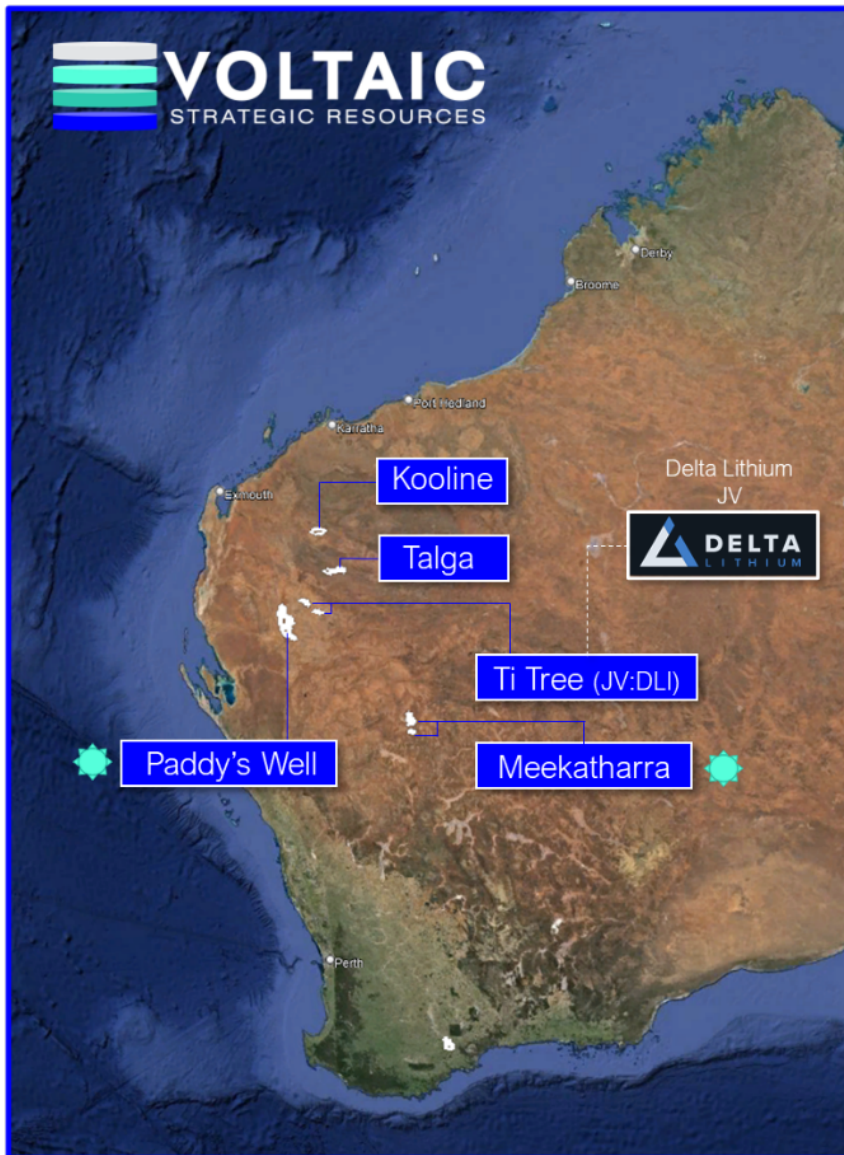 VOLTAIC
STRATEGIC RESOURCES
Derby
Broome
Port Hedland
Karratha
Exmouth
Kooline
Delta Lithium
JV
DELTA
LITHIUM
Talga
Ti Tree (JV:DLI)
Paddy's Well
Meekatharra
Perth